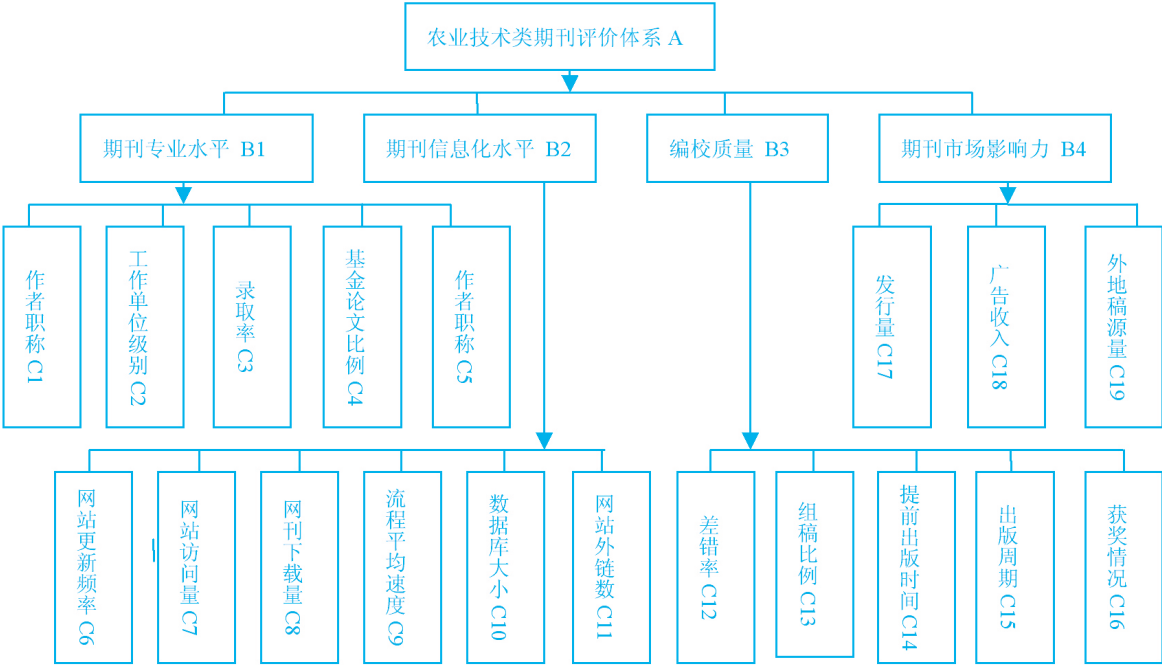 农业技术类期刊评价体系 A
期刊专业水平 B1
期刊信息化水平 B2
编校质量 B3
期刊市场影响力 B4
作者职称 C1
工作单位级别 C2
录取率 C3
基金论文比例 C4
作者职称 C5
发行量 C17
广告收入 C18
外地稿源量 C19
网站更新频率 C6
网站访问量 C7
网刊下载量 C8
流程平均速度 C9
数据库大小 C10
网站外链数 C11
差错率 C12
组稿比例 C13
提前出版时间 C14
出版周期 C15
获奖情况 C16